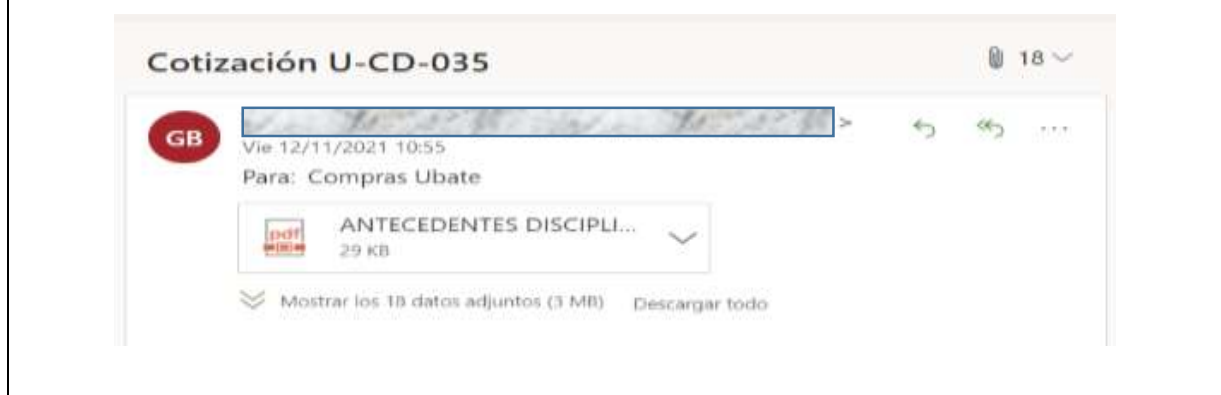 Cotización U-CD-035
18
GB
>
Vie 12/11/2021 10:55
Para: Compras Ubate
pdf
ANTECEDENTES DISCIPLI...
29 KB
Mostrar los 18 datos adjuntos (3 MB) Descargar todo